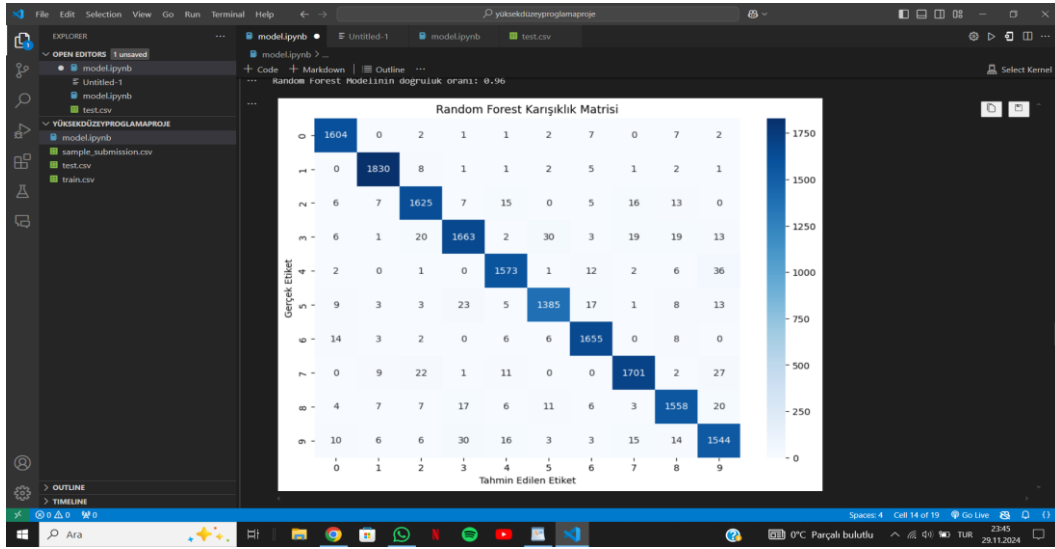 File Edit Selection View Go Run Terminal Help
yüksekdüzeyproglamaproje
EXPLORER
OPEN EDITORS 1 unsaved
model.ipynb
Untitled-1
model.ipynb
test.csv
YÜKSEKDÜZEYPROGLAMAPROJE
model.ipynb
sample_submission.csv
test.csv
train.csv
OUTLINE
TIMELINE
model.ipynb Untitled-1 model.ipynb test.csv
model.ipynb > ...
+ Code + Markdown | Outline ...
Select Kernel
... Random Forest Modelinin doğruluk oranı: 0.96
...
Random Forest Karışıklık Matrisi
Gerçek Etiket
0 1604 0 2 1 1 2 7 0 7 2
1 0 1830 8 1 1 2 5 1 2 1
2 6 7 1625 7 15 0 5 16 13 0
3 6 1 20 1663 2 30 3 19 19 13
4 2 0 1 0 1573 1 12 2 6 36
5 9 3 3 23 5 1385 17 1 8 13
6 14 3 2 0 6 6 1655 0 8 0
7 0 9 22 1 11 0 0 1701 2 27
8 4 7 7 17 6 11 6 3 1558 20
9 10 6 6 30 16 3 3 15 14 1544
0 1 2 3 4 5 6 7 8 9
Tahmin Edilen Etiket
1750
1500
1250
1000
750
500
250
0
0 0 0
Spaces: 4 Cell 14 of 19 Go Live
Ara
0°C Parçalı bulutlu
TUR
23:45
29.11.2024